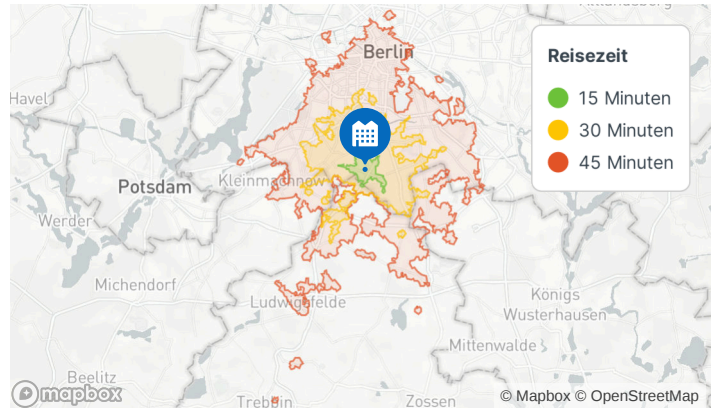 Berlin
Havel
Potsdam
Kleinmachnow
Werder
Michendorf
Ludwigsfelde
Königs
Wusterhausen
Mittenwalde
Beelitz
Trebbin
Zossen
Reisezeit
15 Minuten
30 Minuten
45 Minuten
mapbox
© Mapbox © OpenStreetMap